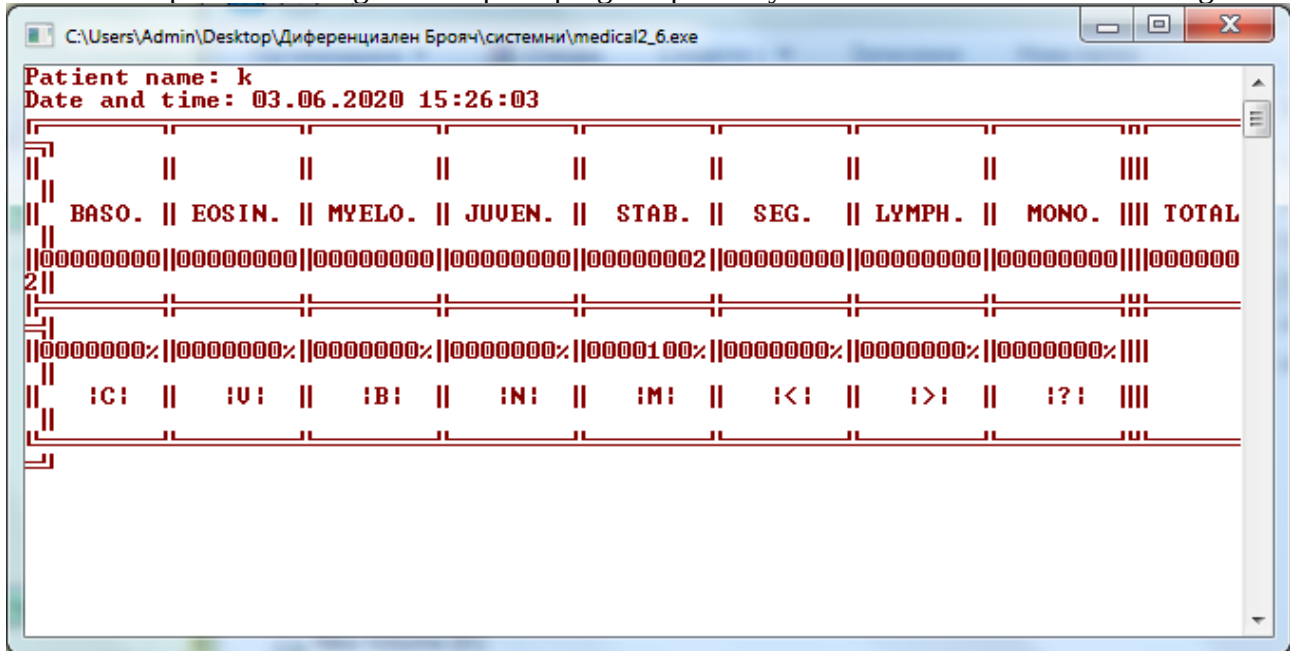 C:\Users\Admin\Desktop\Диференциален Брояч\системни\medical2_6.exe
Patient name: k
Date and time: 03.06.2020 15:26:03
BASO. || EOSIN. || MYELO. || JUVEN. || STAB. || SEG. || LYMPH. || MONO. |||| TOTAL
||00000000||00000000||00000000||00000000||00000002||00000000||00000000||00000000||||000000
2||
||0000000%||0000000%||0000000%||0000000%||0000100%||0000000%||0000000%||0000000%||||
|| |C| || |V| || |B| || |N| || |M| || |<| || |>| || |?| ||||